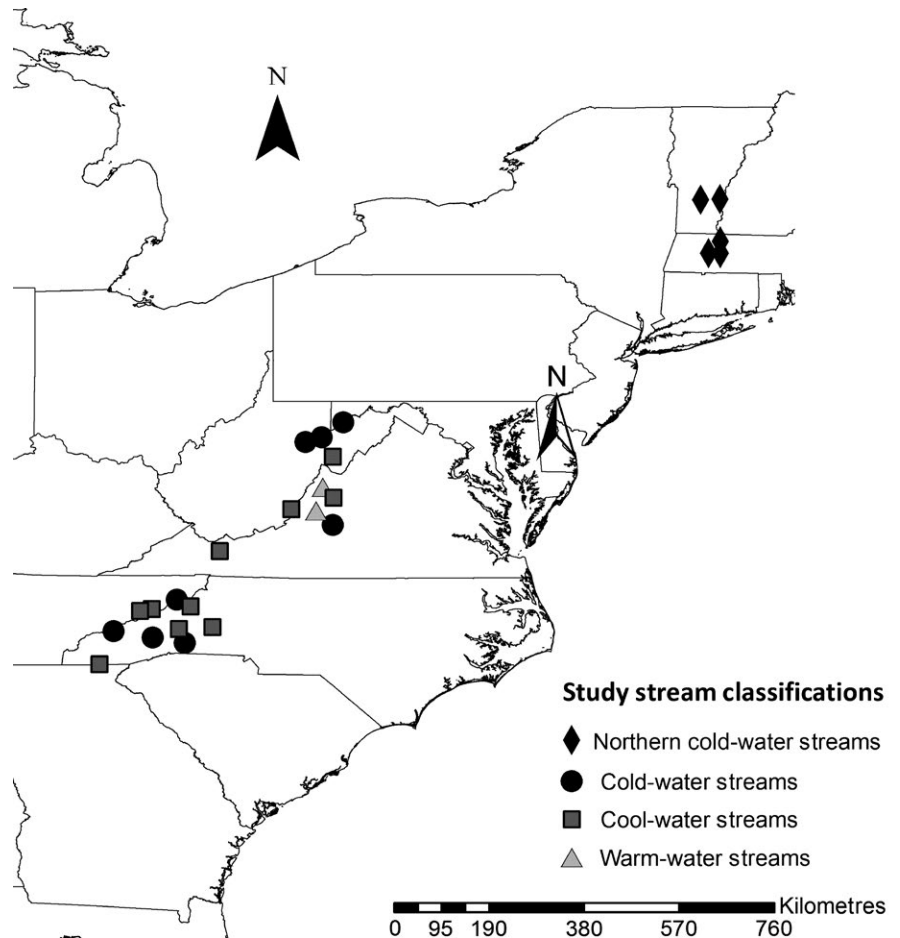 N
N
Study stream classifications
Northern cold-water streams
Cold-water streams
Cool-water streams
Warm-water streams
Kilometres
0 95 190 380 570 760